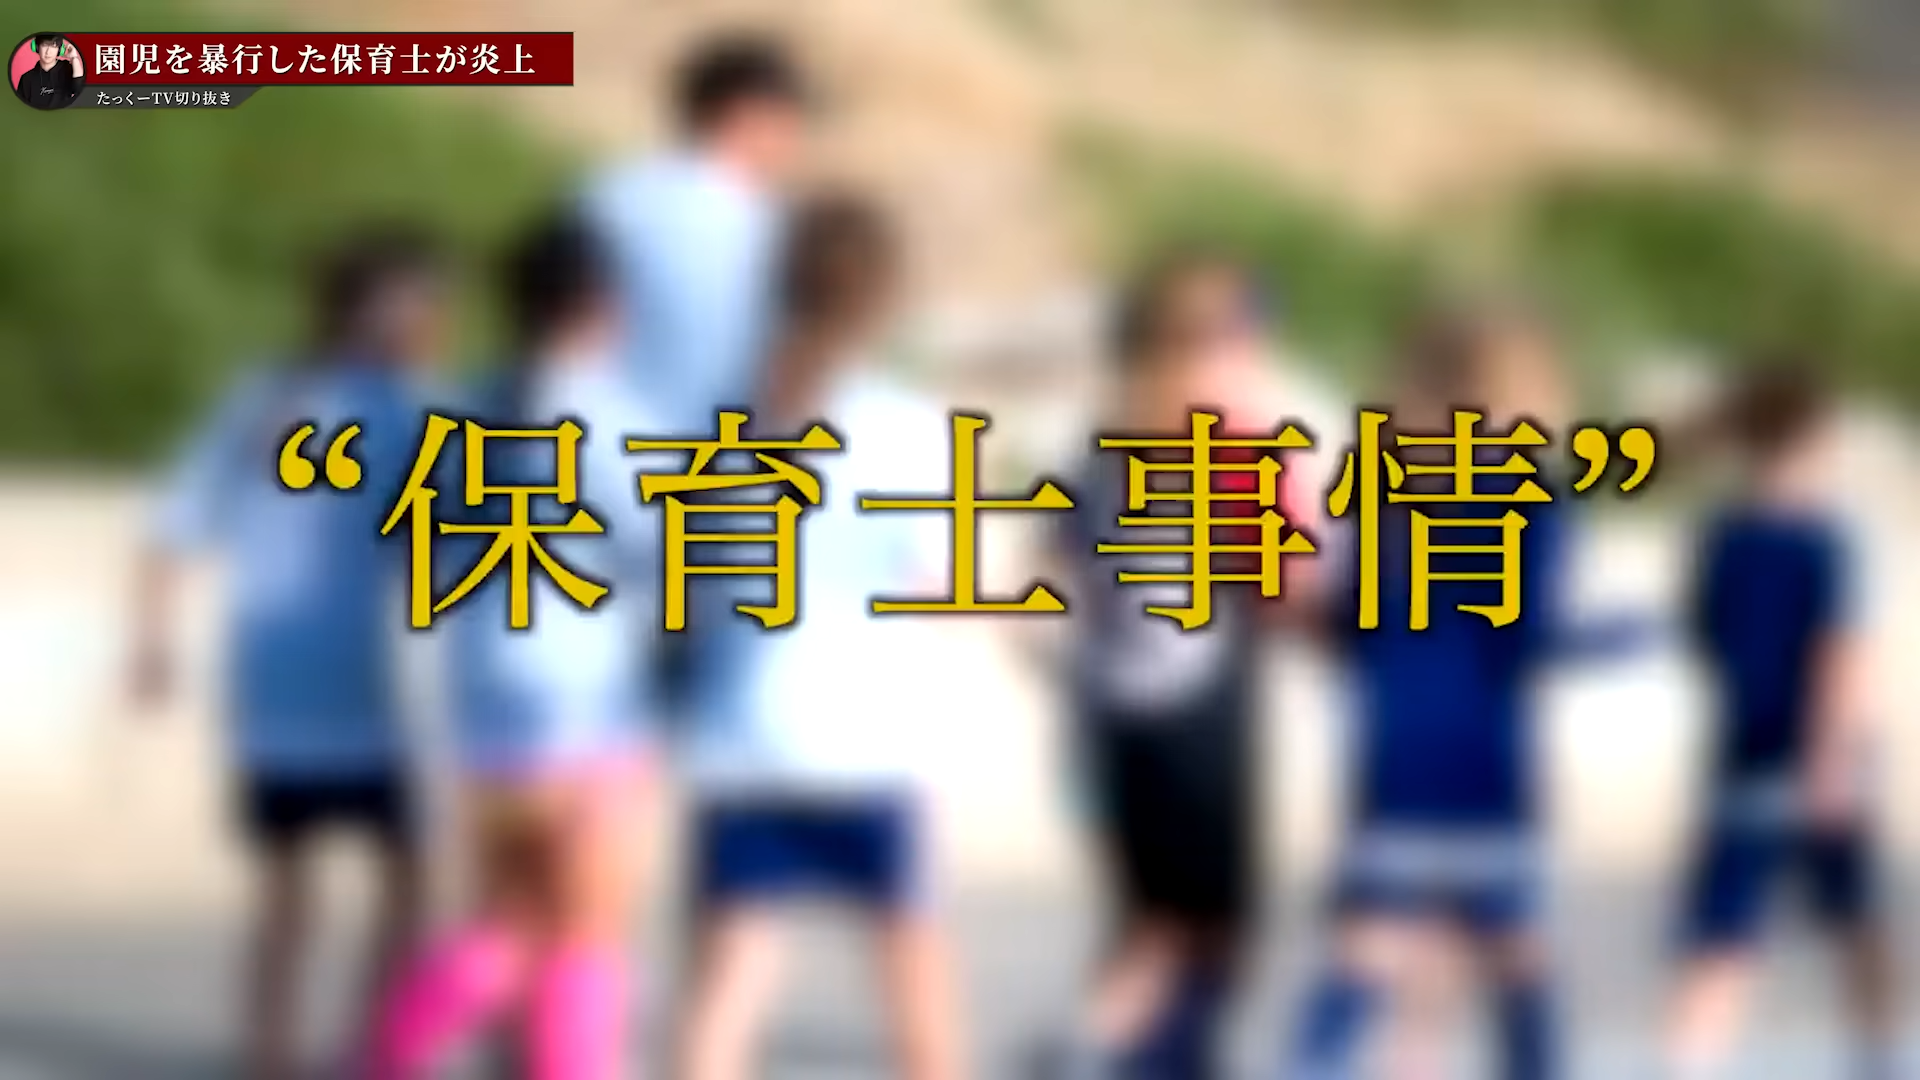 園児を暴行した保育士が炎上
たっくーTV切り抜き
“保育士事情”